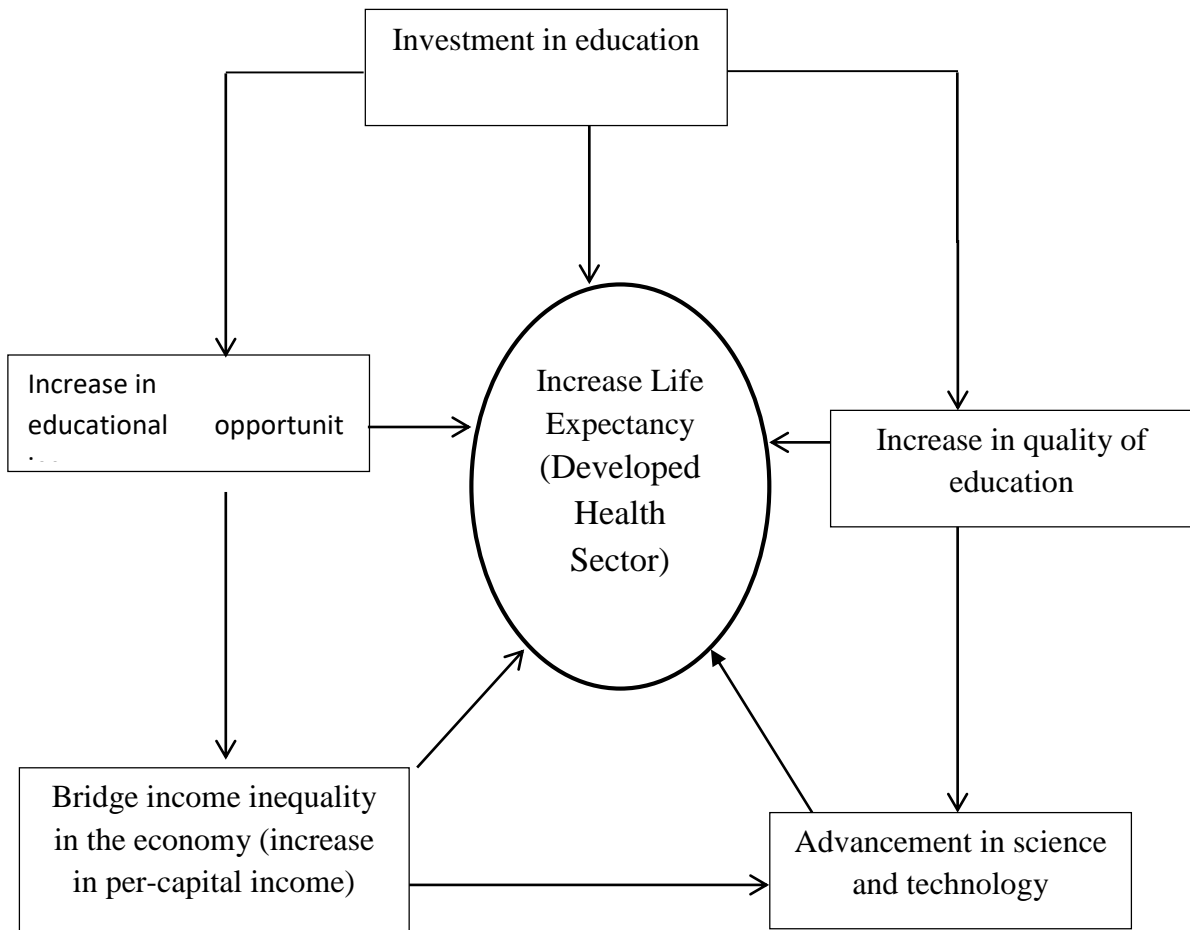 Investment in education
Increase in
educational opportunit
Increase Life
Expectancy
(Developed
Health
Sector)
Increase in quality of
education
Bridge income inequality
in the economy (increase
in per-capital income)
Advancement in science
and technology